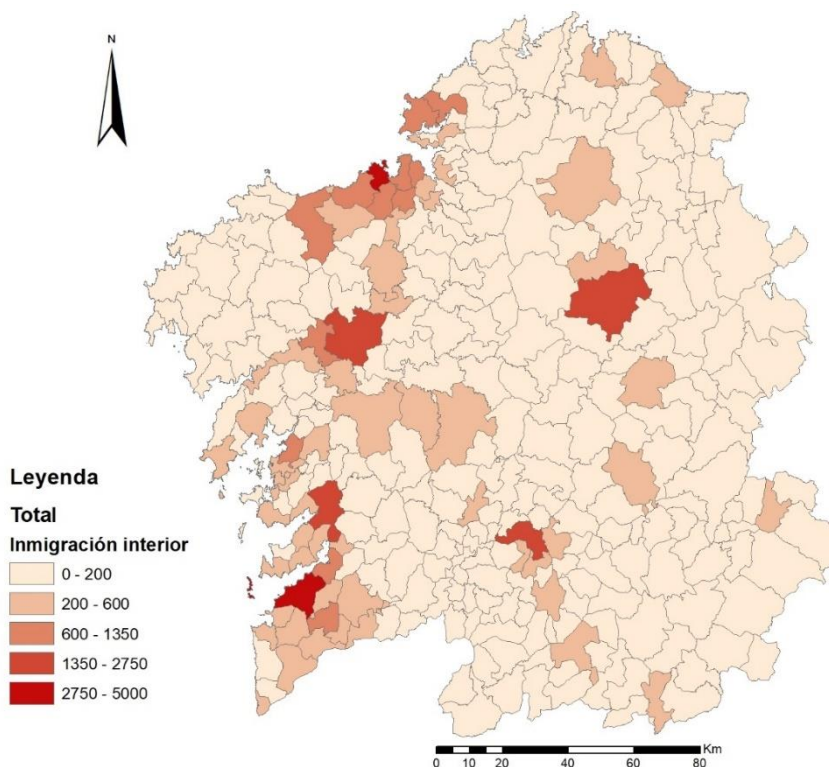 N
Leyenda
Total
Inmigración interior
0 - 200
200 - 600
600 - 1350
1350 - 2750
2750 - 5000
Km
0 10 20 40 60 80